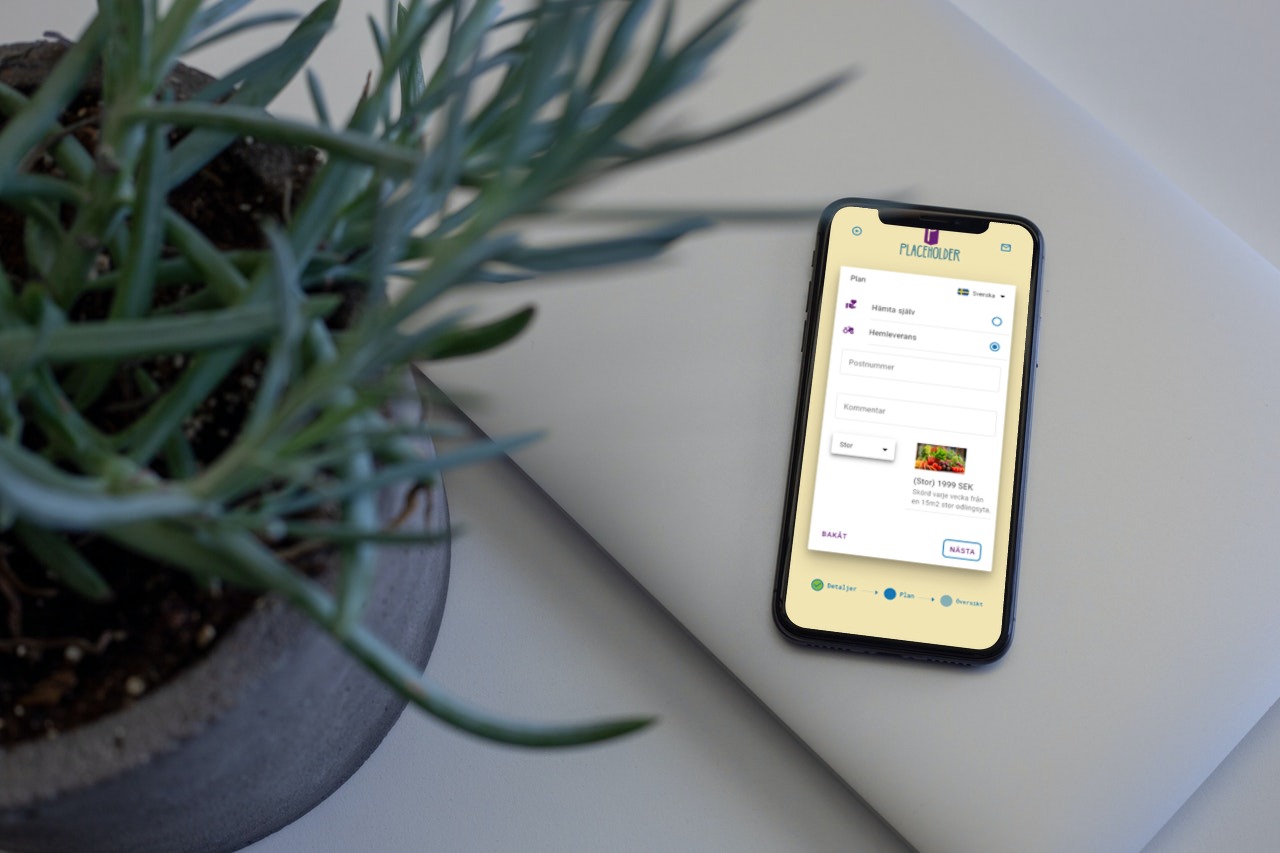 PLACEHOLDER
Plan
Svenska
Hämta själv
Hemleverans
Postnummer
Kommentar
Stor
(Stor) 1999 SEK
Skörd varje vecka från
en 15m2 stor odlingsyta.
BAKÅT
NÄSTA
Detaljer
Plan
Översikt